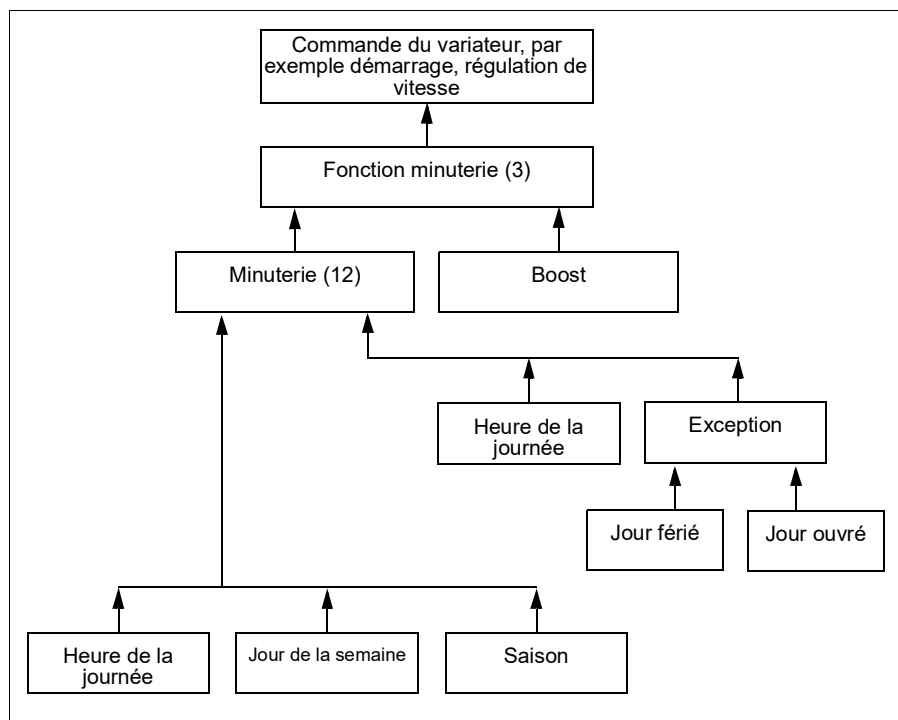 Commande du variateur, par
exemple démarrage, régulation de
vitesse
Fonction minuterie (3)
Minuterie (12)
Boost
Heure de la
journée
Exception
Jour férié
Jour ouvré
Heure de la
journée
Jour de la semaine
Saison